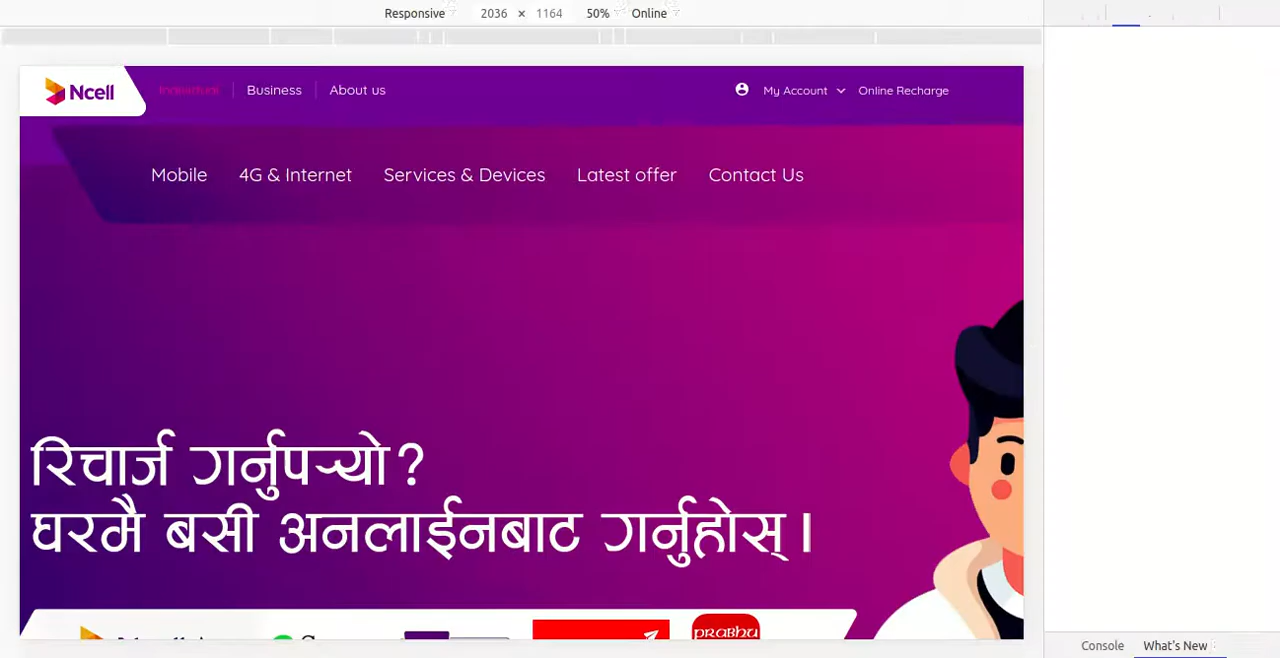 Responsive 2036 × 1164 50% Online
Ncell Individual Business About us My Account Online Recharge
Mobile 4G & Internet Services & Devices Latest offer Contact Us
रिचार्ज गर्नुपर्‍यो?
घरमै बसी अनलाईनबाट गर्नुहोस्।
prabhu
Console What's New